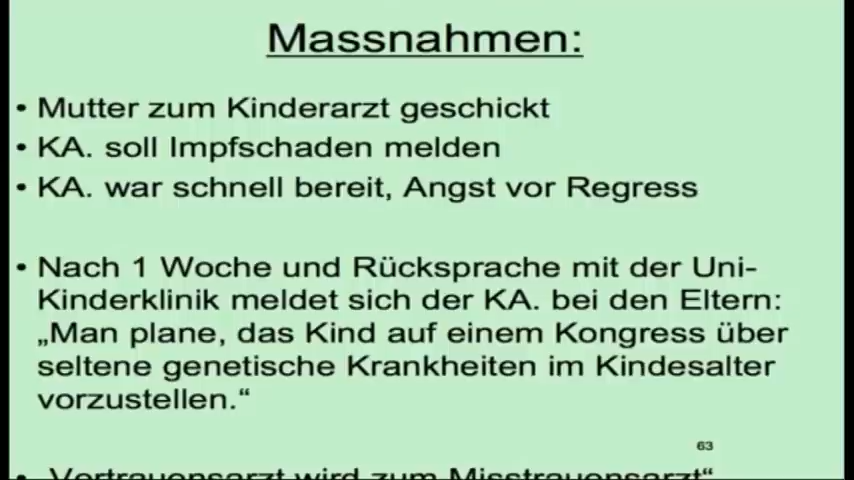 Massnahmen:
• Mutter zum Kinderarzt geschickt
• KA. soll Impfschaden melden
• KA. war schnell bereit, Angst vor Regress
• Nach 1 Woche und Rücksprache mit der Uni-
Kinderklinik meldet sich der KA. bei den Eltern:
„Man plane, das Kind auf einem Kongress über
seltene genetische Krankheiten im Kindesalter
vorzustellen.“
63
• „Vertrauensarzt wird zum Misstrauensarzt“